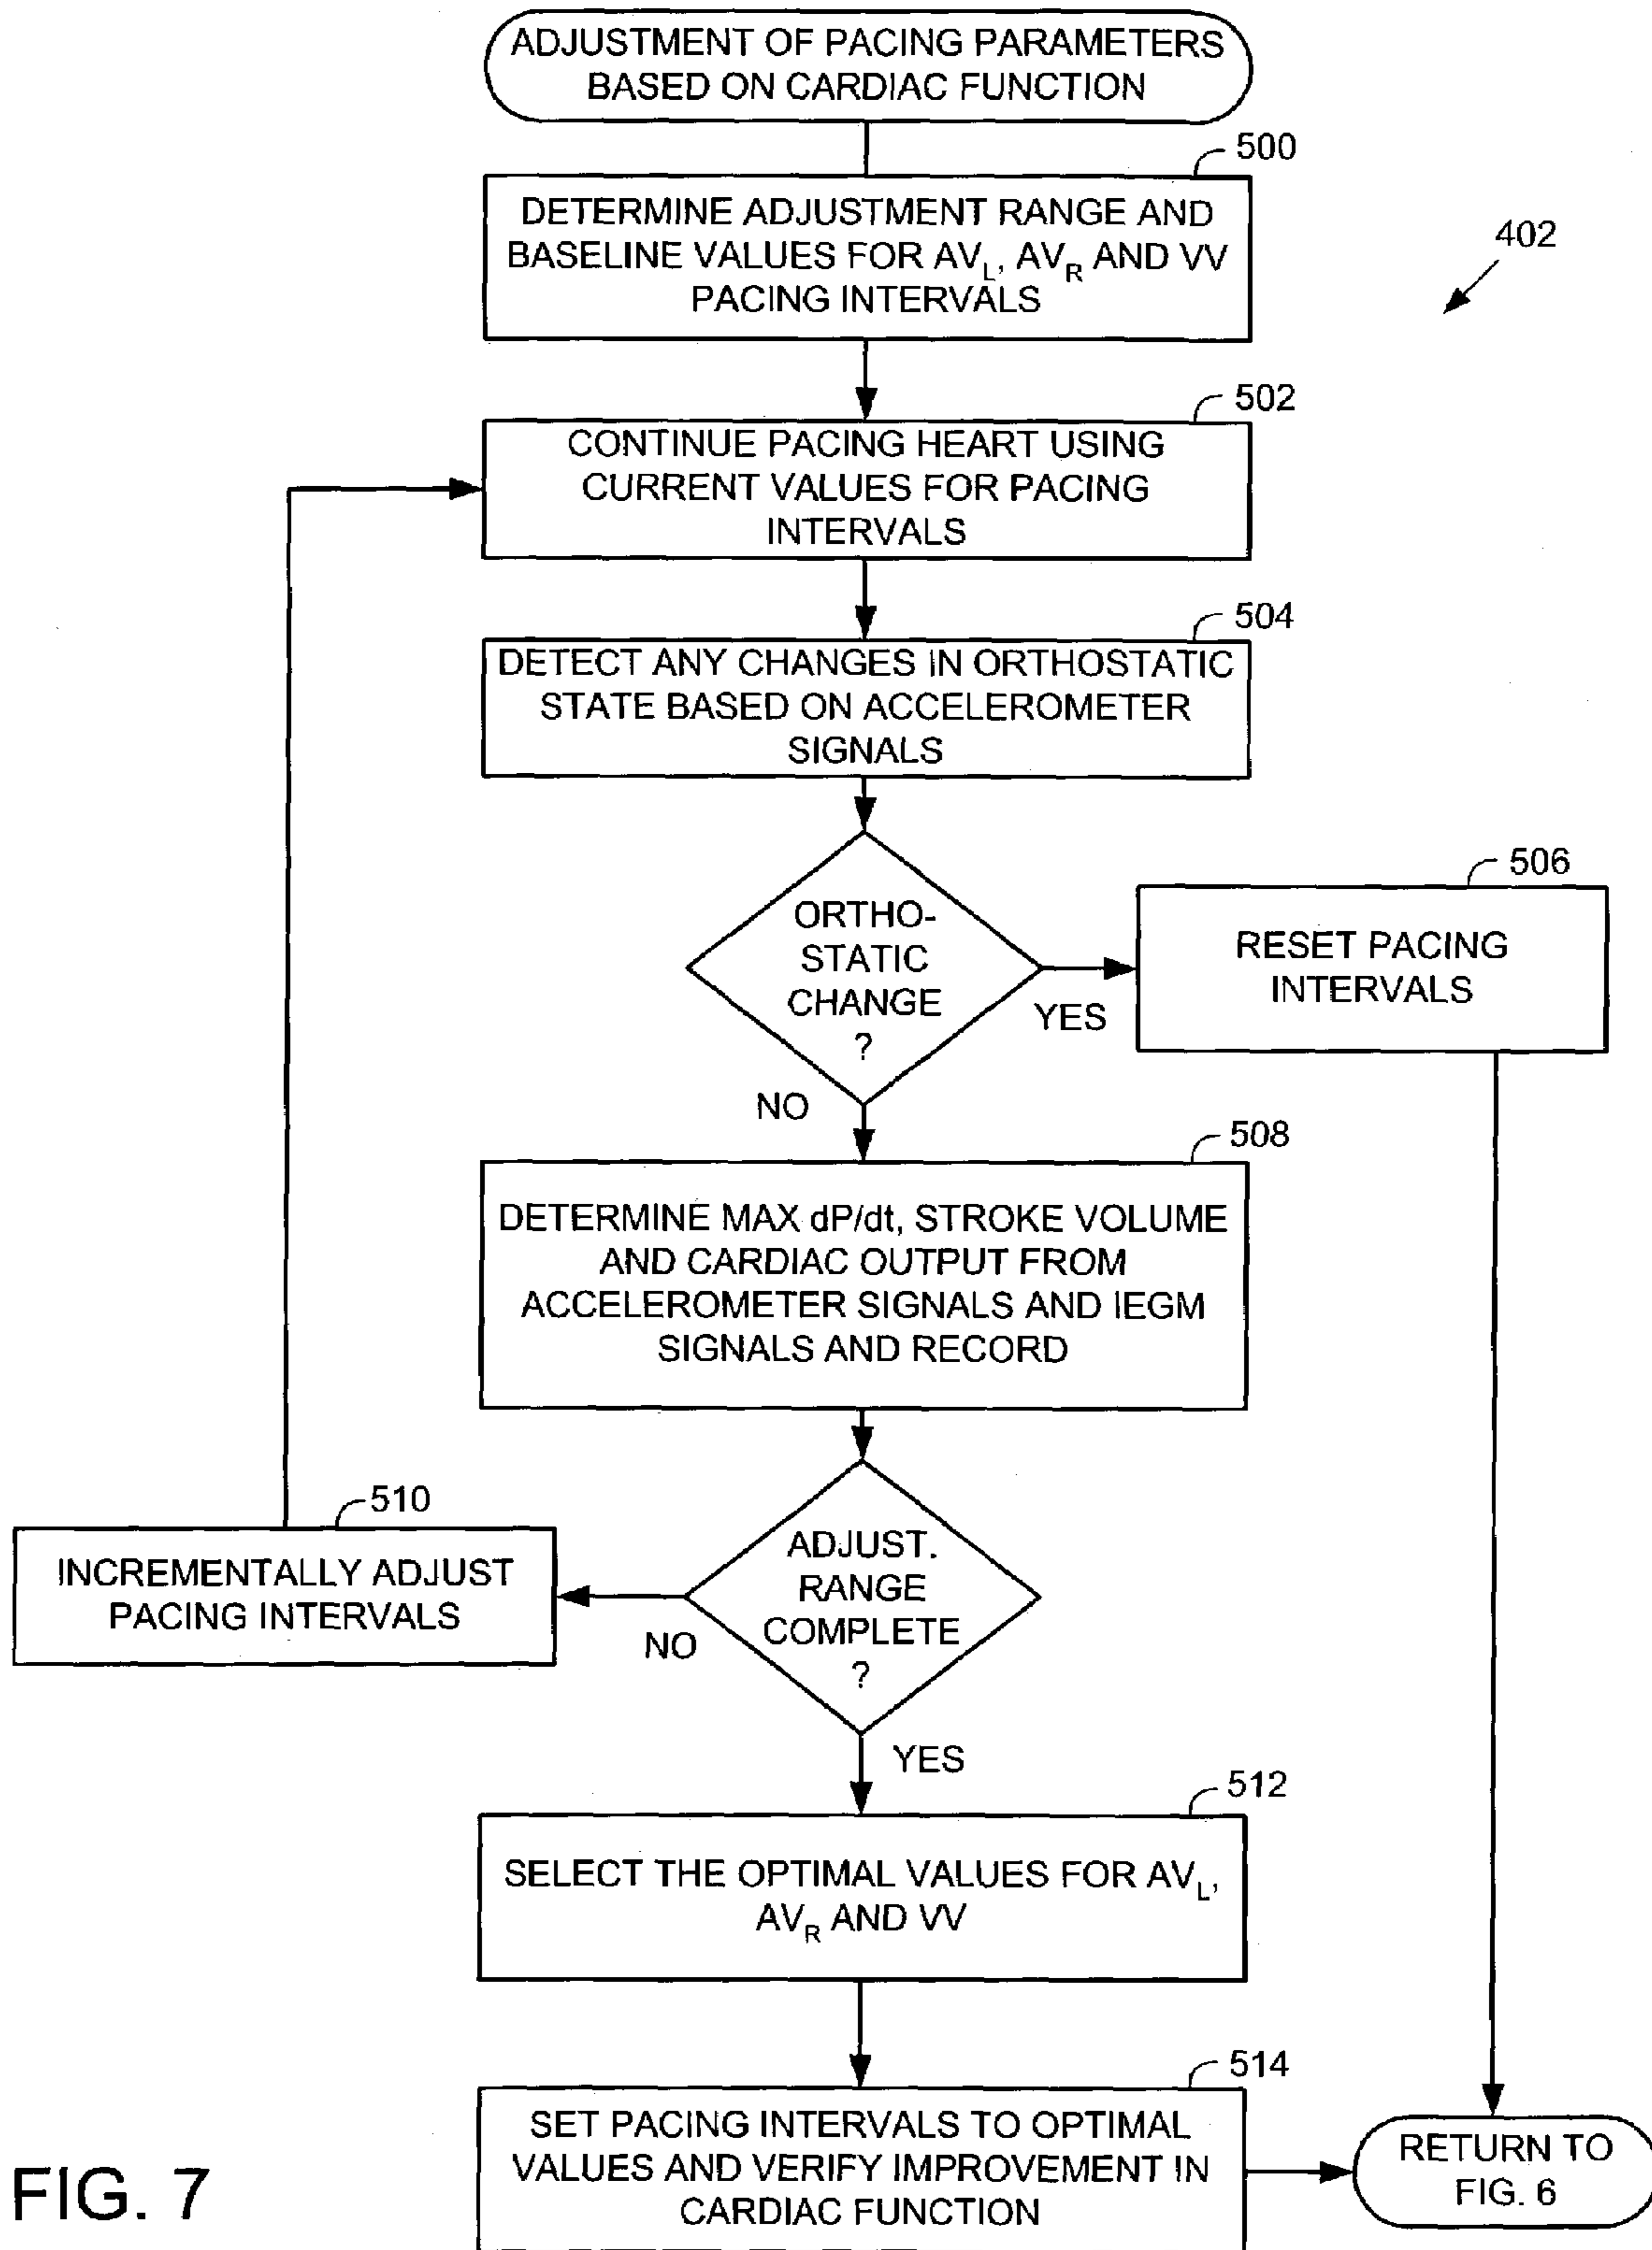 ADJUSTMENT OF PACING PARAMETERS
BASED ON CARDIAC FUNCTION
500
DETERMINE ADJUSTMENT RANGE AND
BASELINE VALUES FOR AV_L, AV_R AND VV
PACING INTERVALS
402
502
CONTINUE PACING HEART USING
CURRENT VALUES FOR PACING
INTERVALS
504
DETECT ANY CHANGES IN ORTHOSTATIC
STATE BASED ON ACCELEROMETER
SIGNALS
ORTHO-
STATIC
CHANGE
?
YES
506
RESET PACING
INTERVALS
NO
508
DETERMINE MAX dP/dt, STROKE VOLUME
AND CARDIAC OUTPUT FROM
ACCELEROMETER SIGNALS AND IEGM
SIGNALS AND RECORD
510
INCREMENTALLY ADJUST
PACING INTERVALS
ADJUST.
RANGE
COMPLETE
?
NO
YES
512
SELECT THE OPTIMAL VALUES FOR AV_L,
AV_R AND VV
514
SET PACING INTERVALS TO OPTIMAL
VALUES AND VERIFY IMPROVEMENT IN
CARDIAC FUNCTION
RETURN TO
FIG. 6
FIG. 7